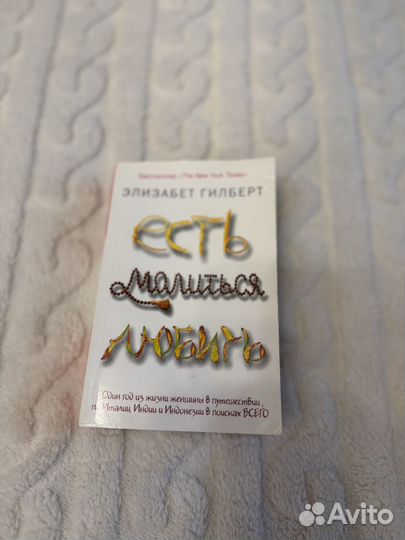 Бестселлер «The New York Times»
ЭЛИЗАБЕТ ГИЛБЕРТ
есть
молиться
любить
Один год из жизни женщины в путешествии
по Италии, Индии и Индонезии в поисках ВСЕГО
Avito